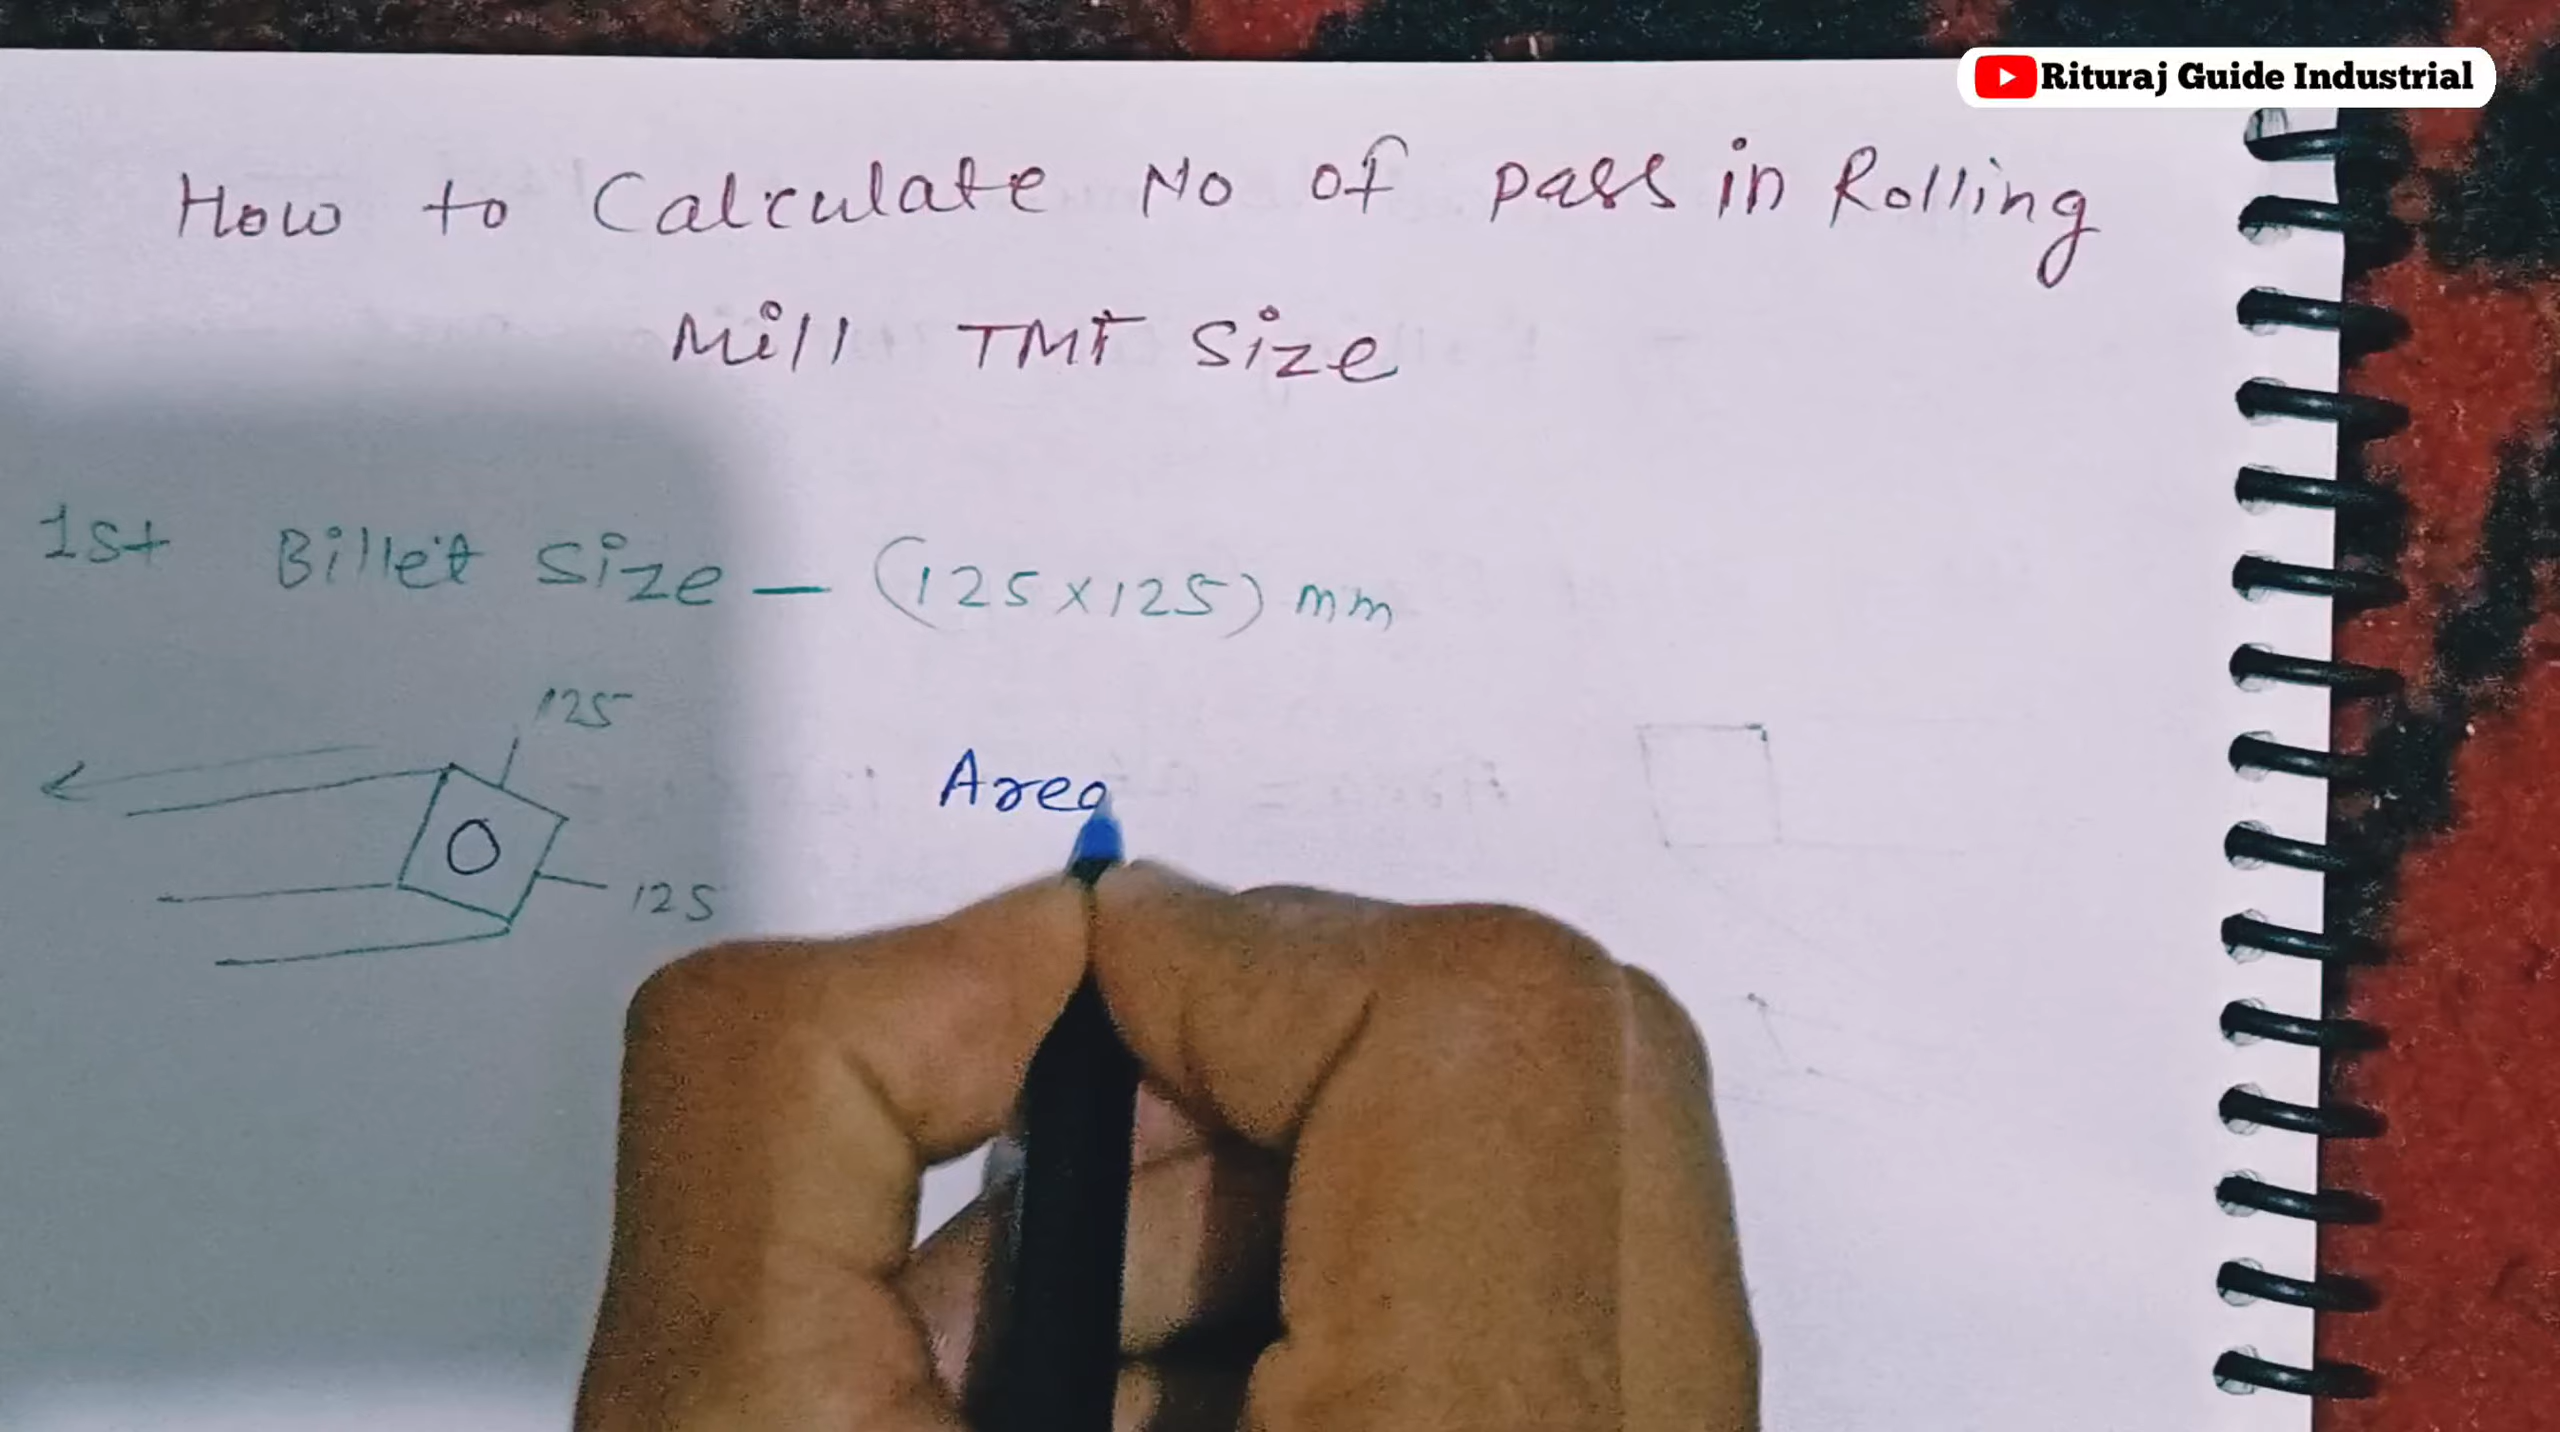 Rituraj Guide Industrial
How to Calculate No of pass in Rolling
Mill TMT Size
1st Billet Size — (125x125) mm
125
Area
125